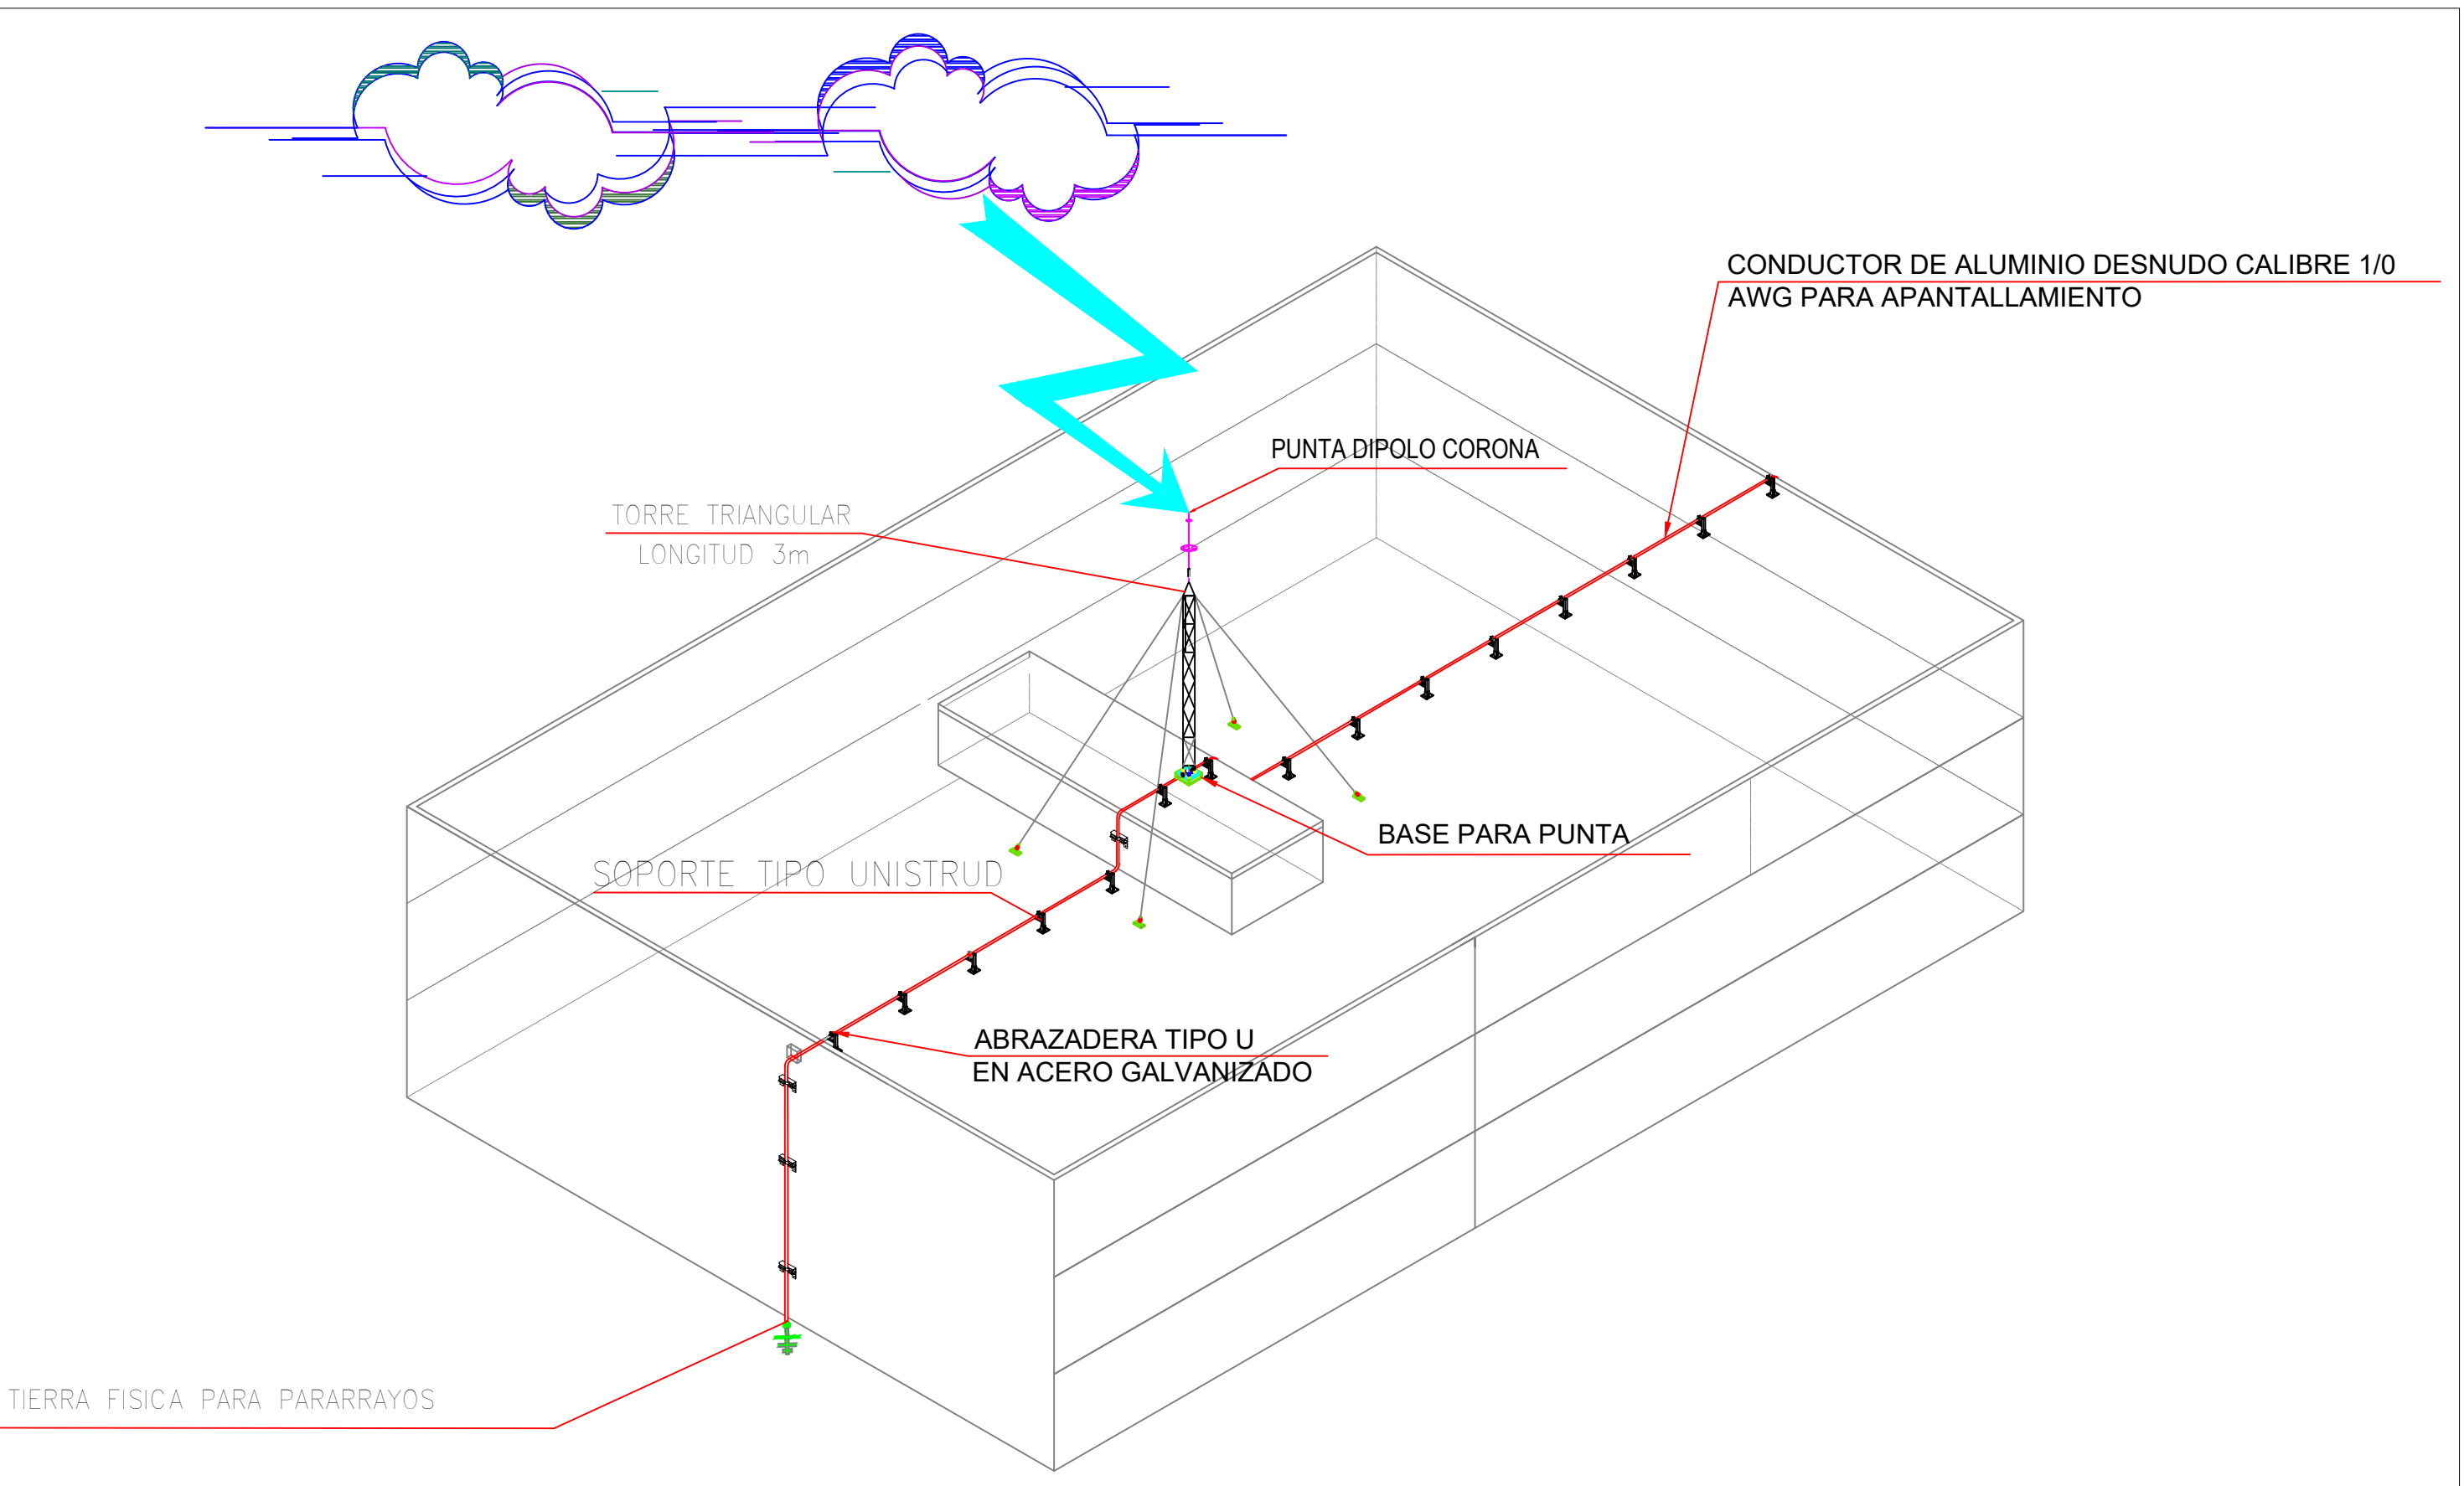 CONDUCTOR DE ALUMINIO DESNUDO CALIBRE 1/0
AWG PARA APANTALLAMIENTO
PUNTA DIPOLO CORONA
TORRE TRIANGULAR
LONGITUD 3m
BASE PARA PUNTA
SOPORTE TIPO UNISTRUD
ABRAZADERA TIPO U
EN ACERO GALVANIZADO
TIERRA FISICA PARA PARARRAYOS